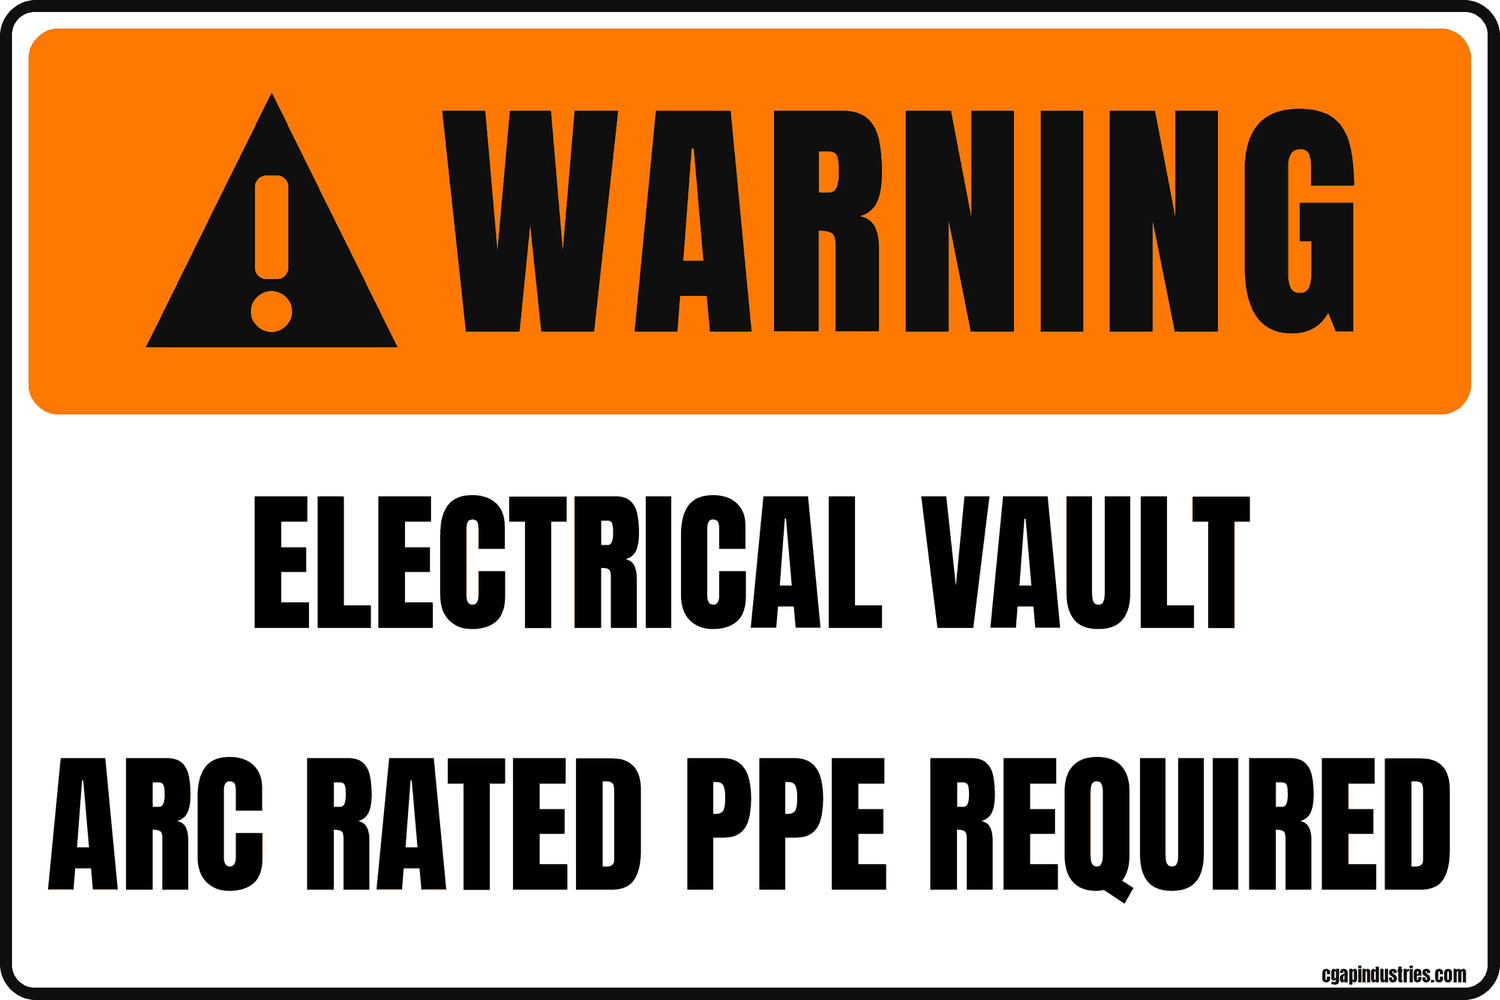 WARNING
ELECTRICAL VAULT
ARC RATED PPE REQUIRED
cgapindustries.com